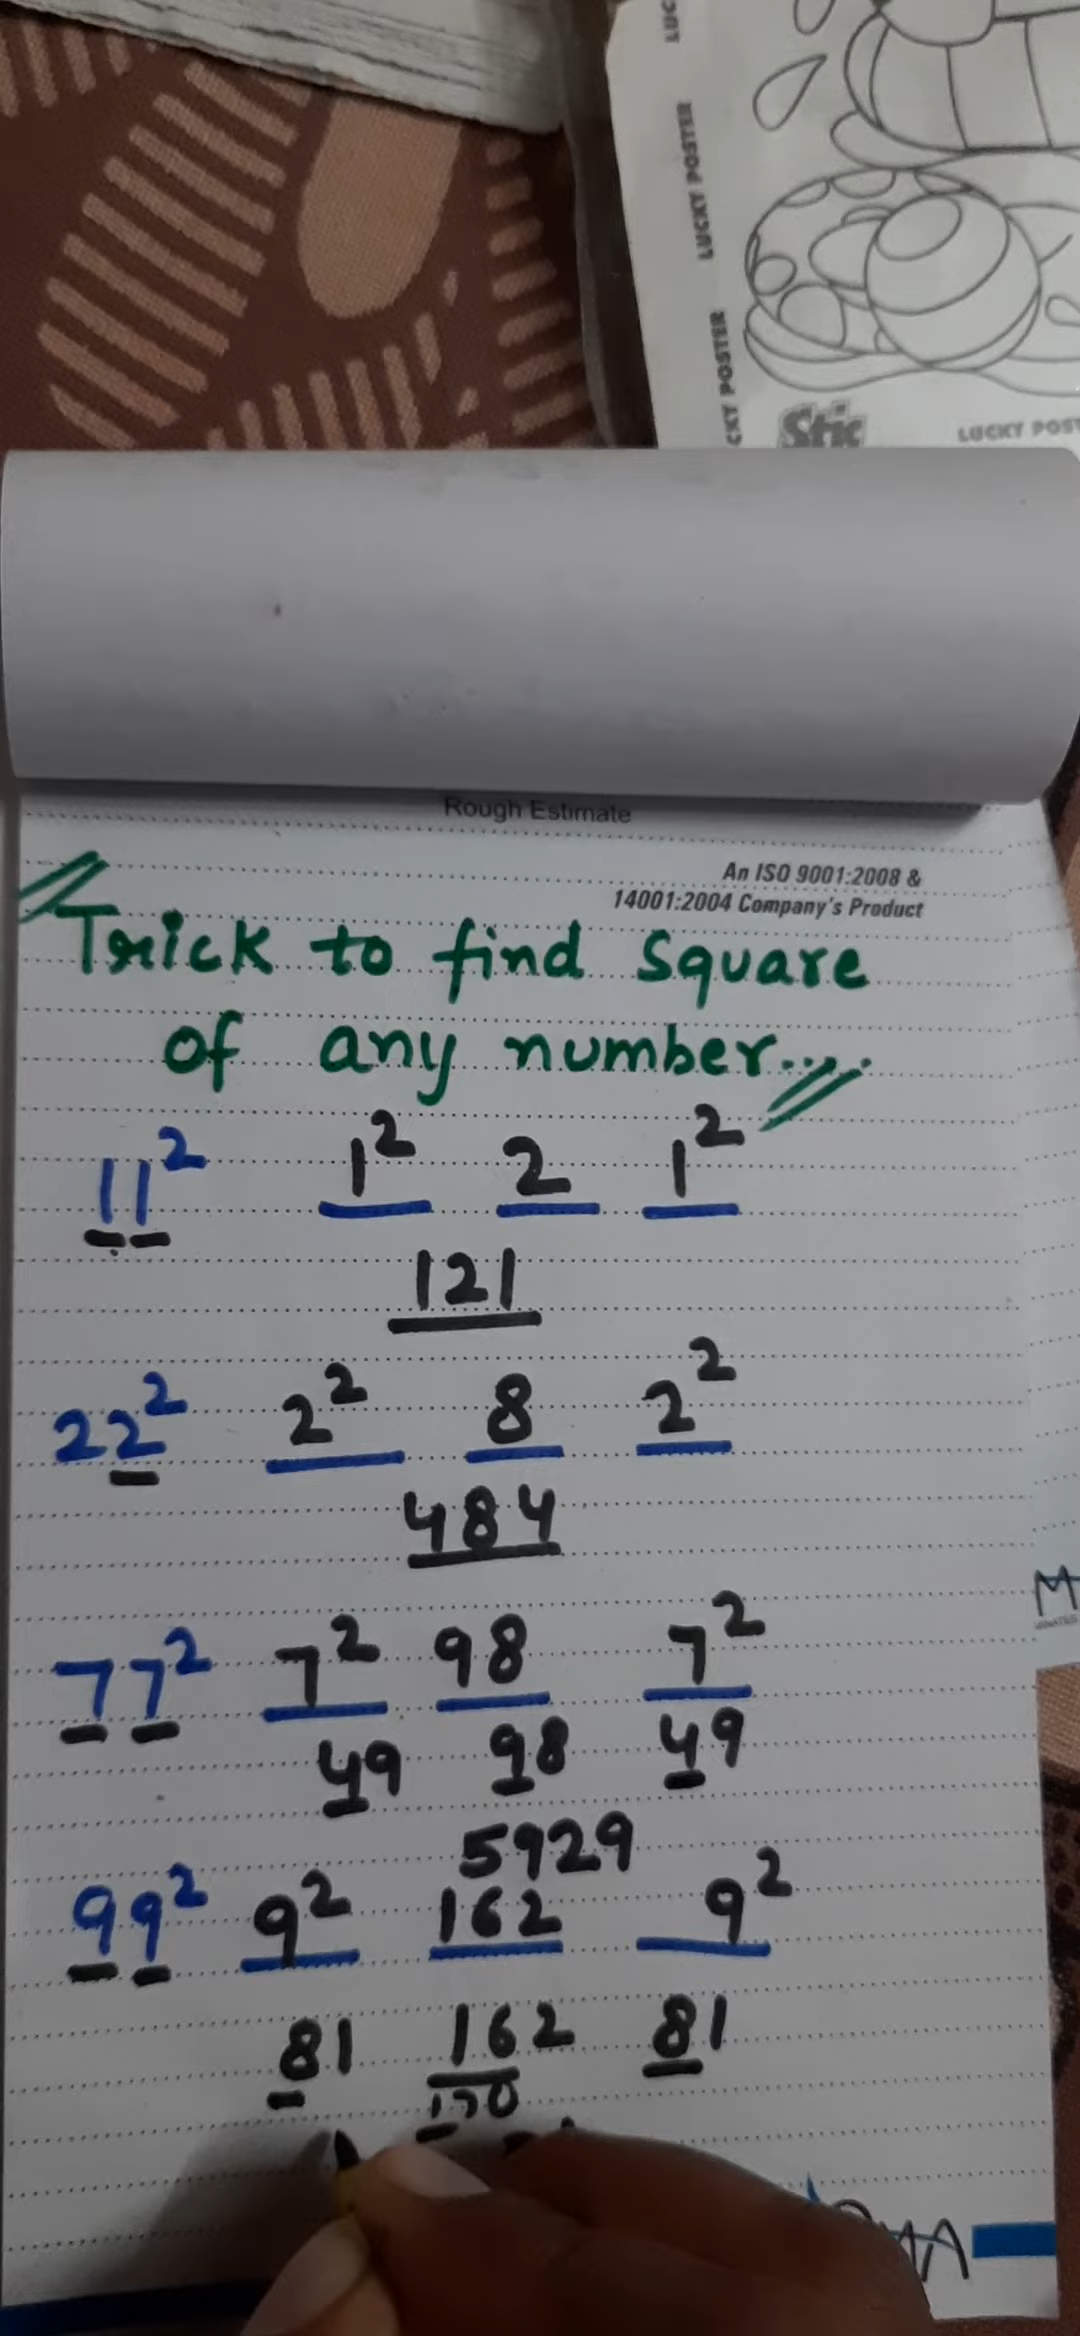 LUCKY POSTER
LUCKY POSTER
Stic
LUCKY POST
Rough Estimate
An ISO 9001:2008 &
14001:2004 Company's Product
Trick to find square
of any number....
11² 1² 2 1²
121
22² 2² 8 2²
484
77² 7² 98 7²
49 98 49
5929
99² 9² 162 9²
81 162 81
170